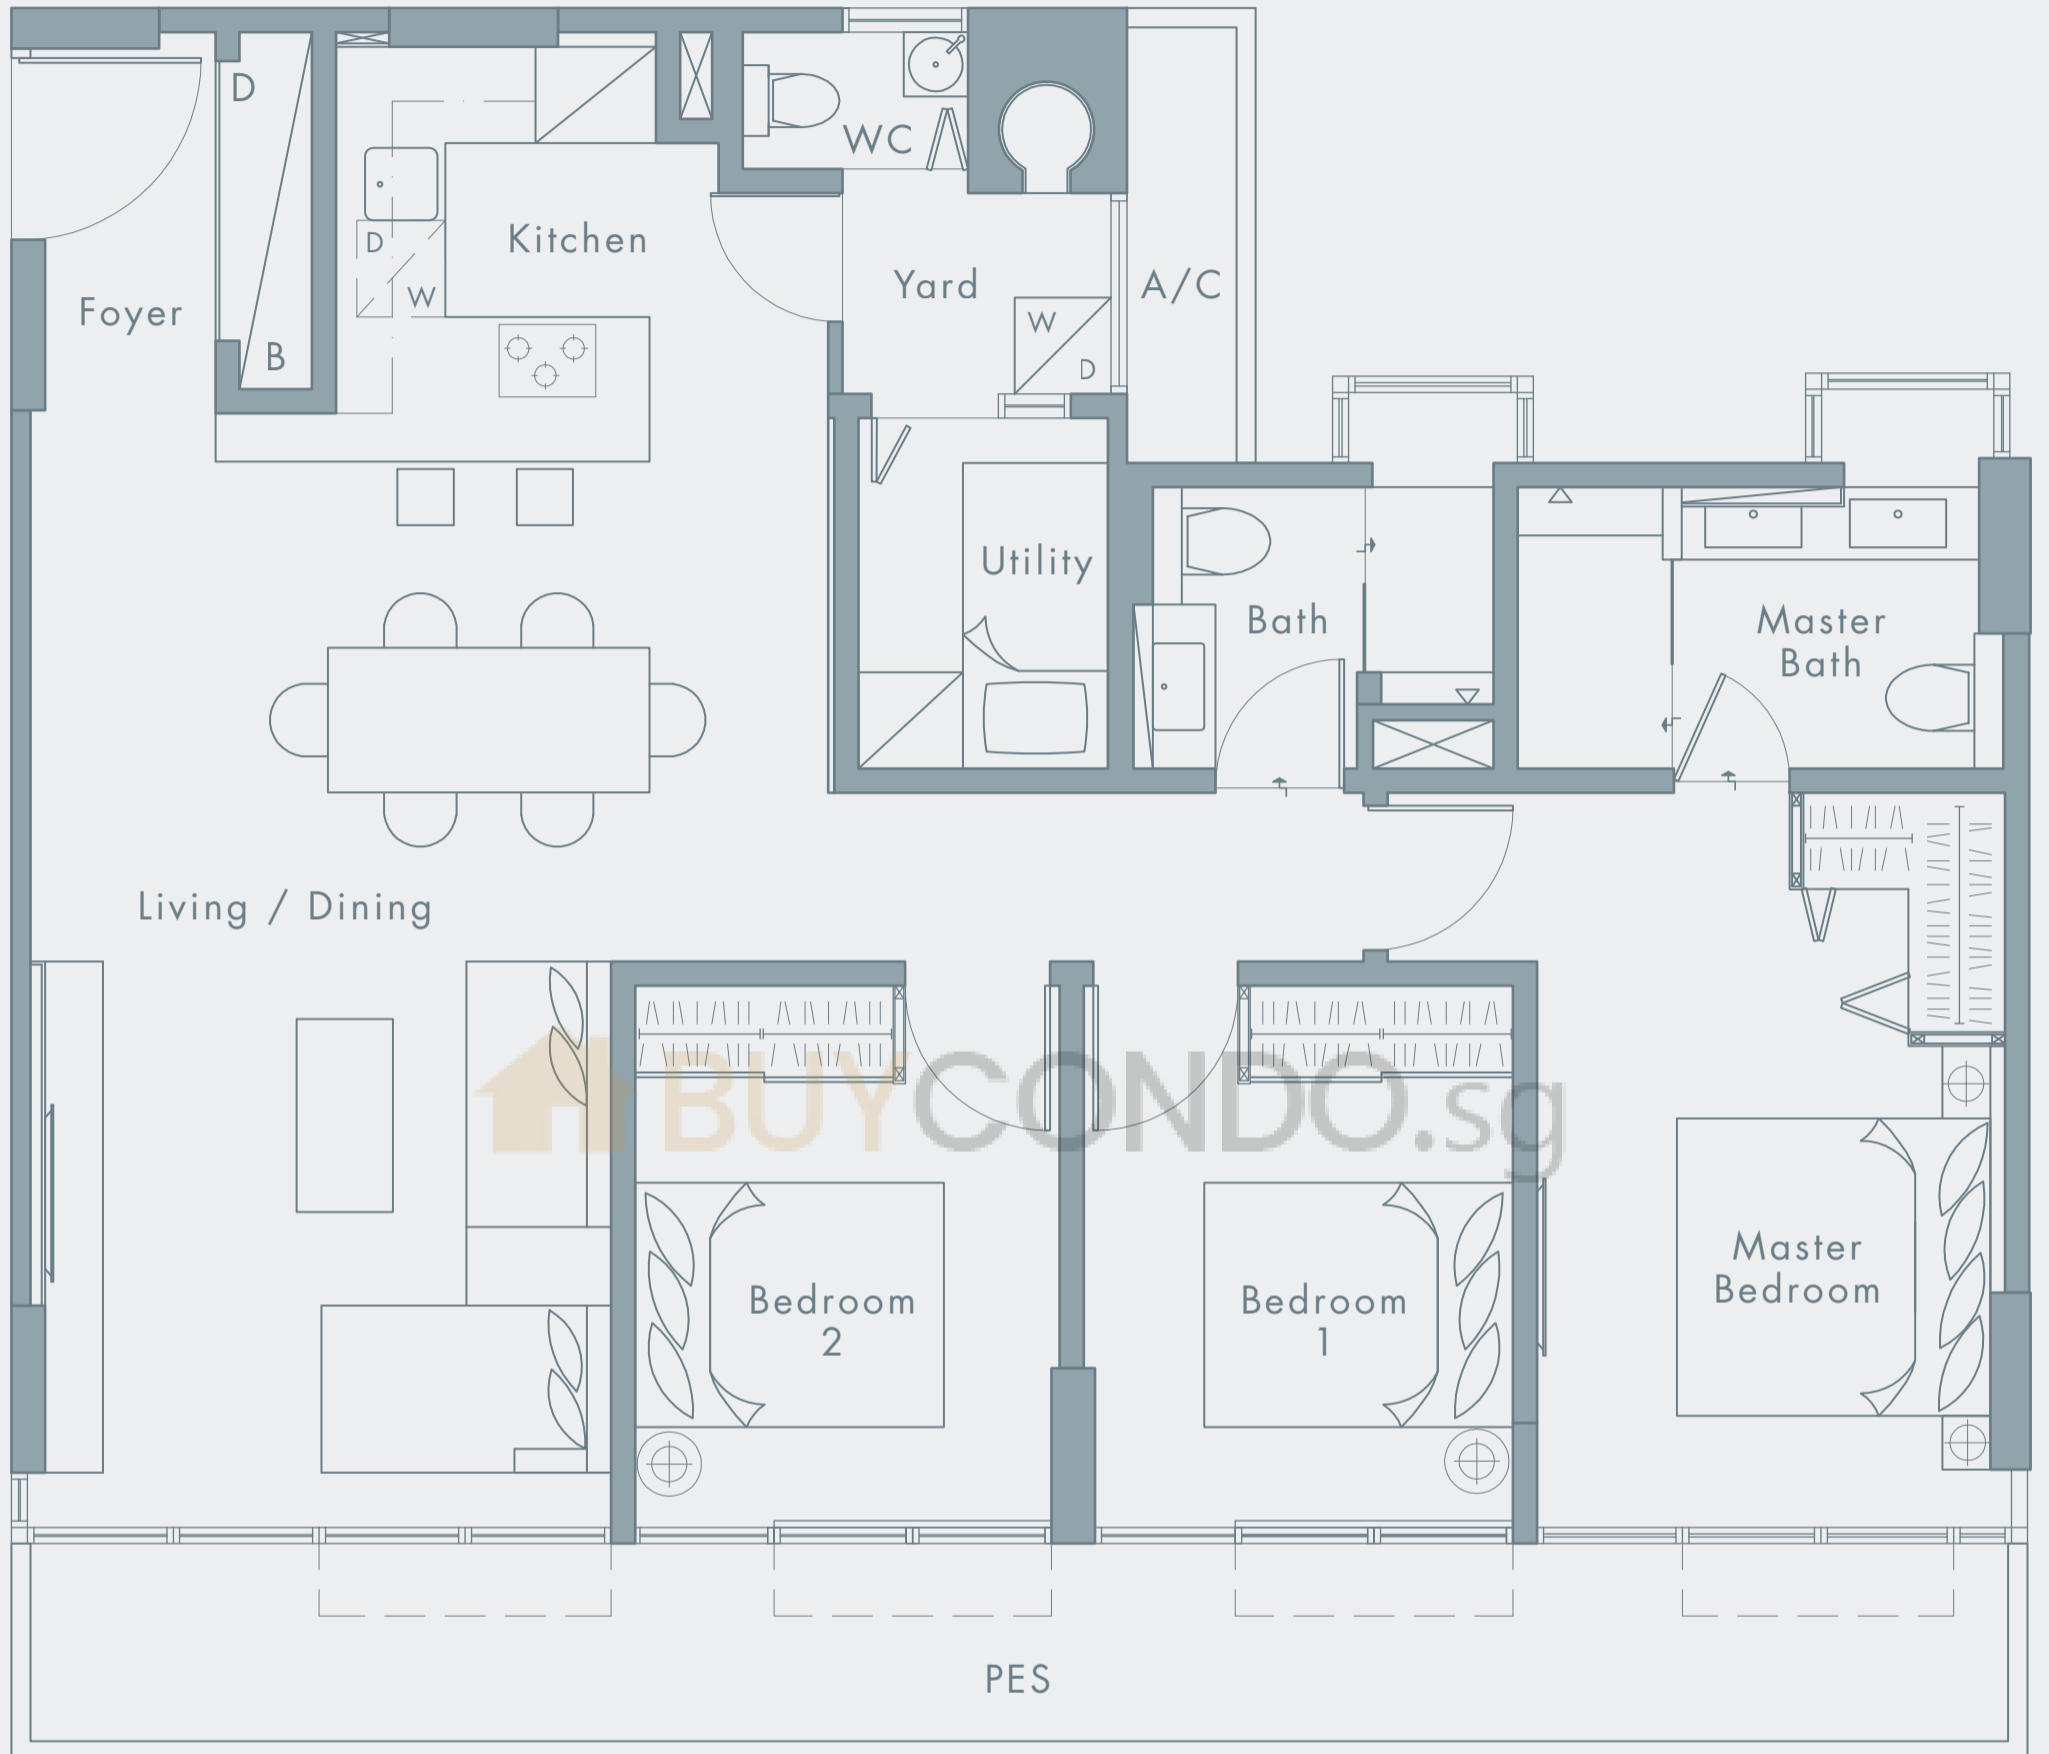 D
WC
Kitchen
D
W
Yard
A/C
Foyer
W
B
D
Utility
Bath
Master
Bath
Living / Dining
BUYCONDO.sg
Master
Bedroom
Bedroom
2
Bedroom
1
PES